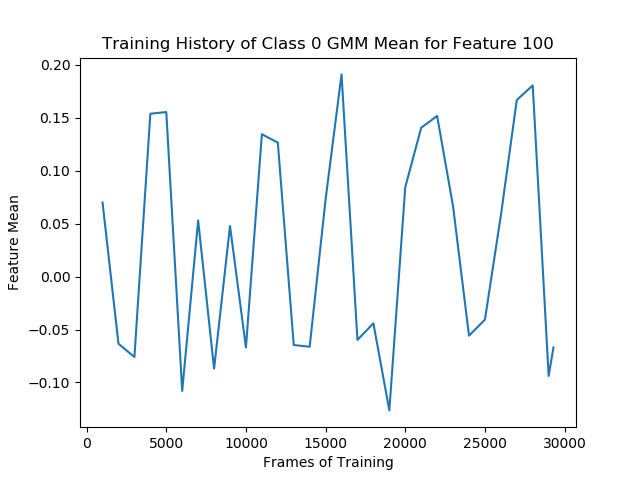 Training History of Class 0 GMM Mean for Feature 100
0.20
0.15
0.10
0.05
0.00
−0.05
−0.10
Feature Mean
0 5000 10000 15000 20000 25000 30000
Frames of Training